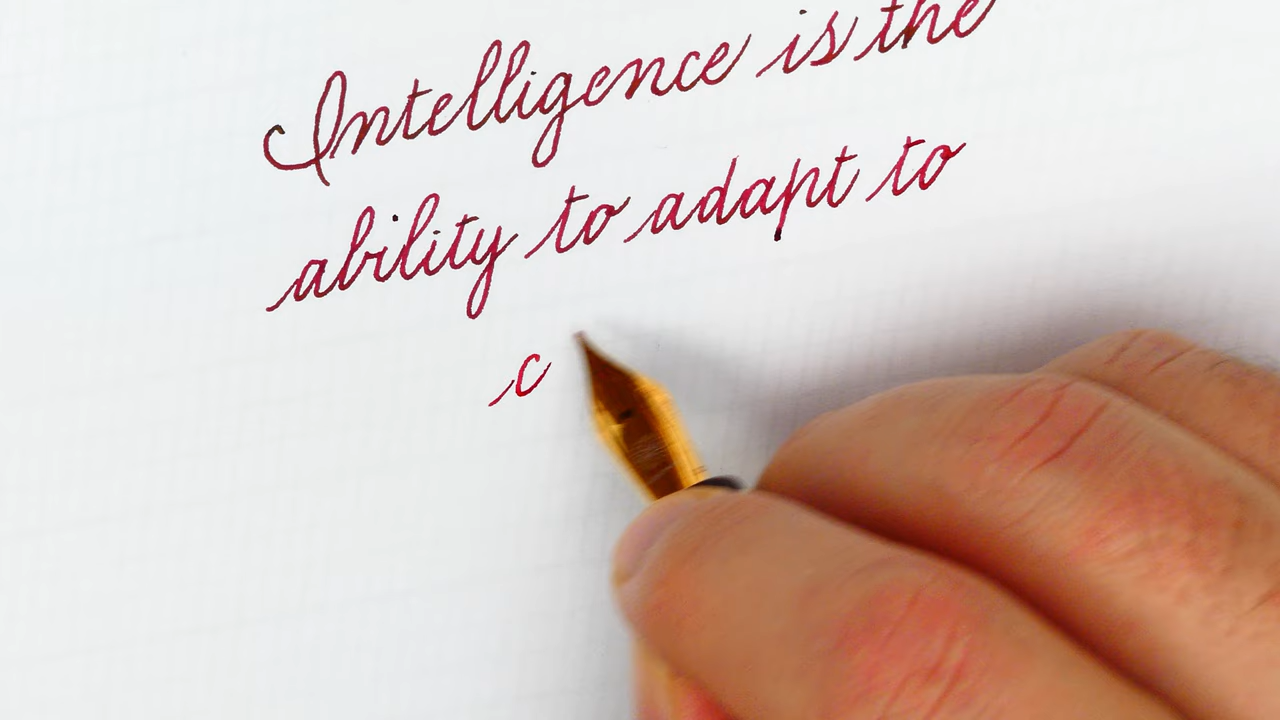 Intelligence is the
ability to adapt to
c